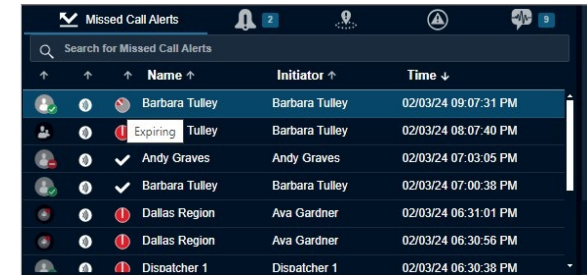 Missed Call Alerts 2 9
Search for Missed Call Alerts
Name Initiator Time
Barbara Tulley Barbara Tulley 02/03/24 09:07:31 PM
Expiring Tulley Barbara Tulley 02/03/24 08:07:40 PM
Andy Graves Andy Graves 02/03/24 07:03:05 PM
Barbara Tulley Barbara Tulley 02/03/24 07:00:38 PM
Dallas Region Ava Gardner 02/03/24 06:31:01 PM
Dallas Region Ava Gardner 02/03/24 06:30:56 PM
Dispatcher 1 Dispatcher 1 02/03/24 06:30:38 PM